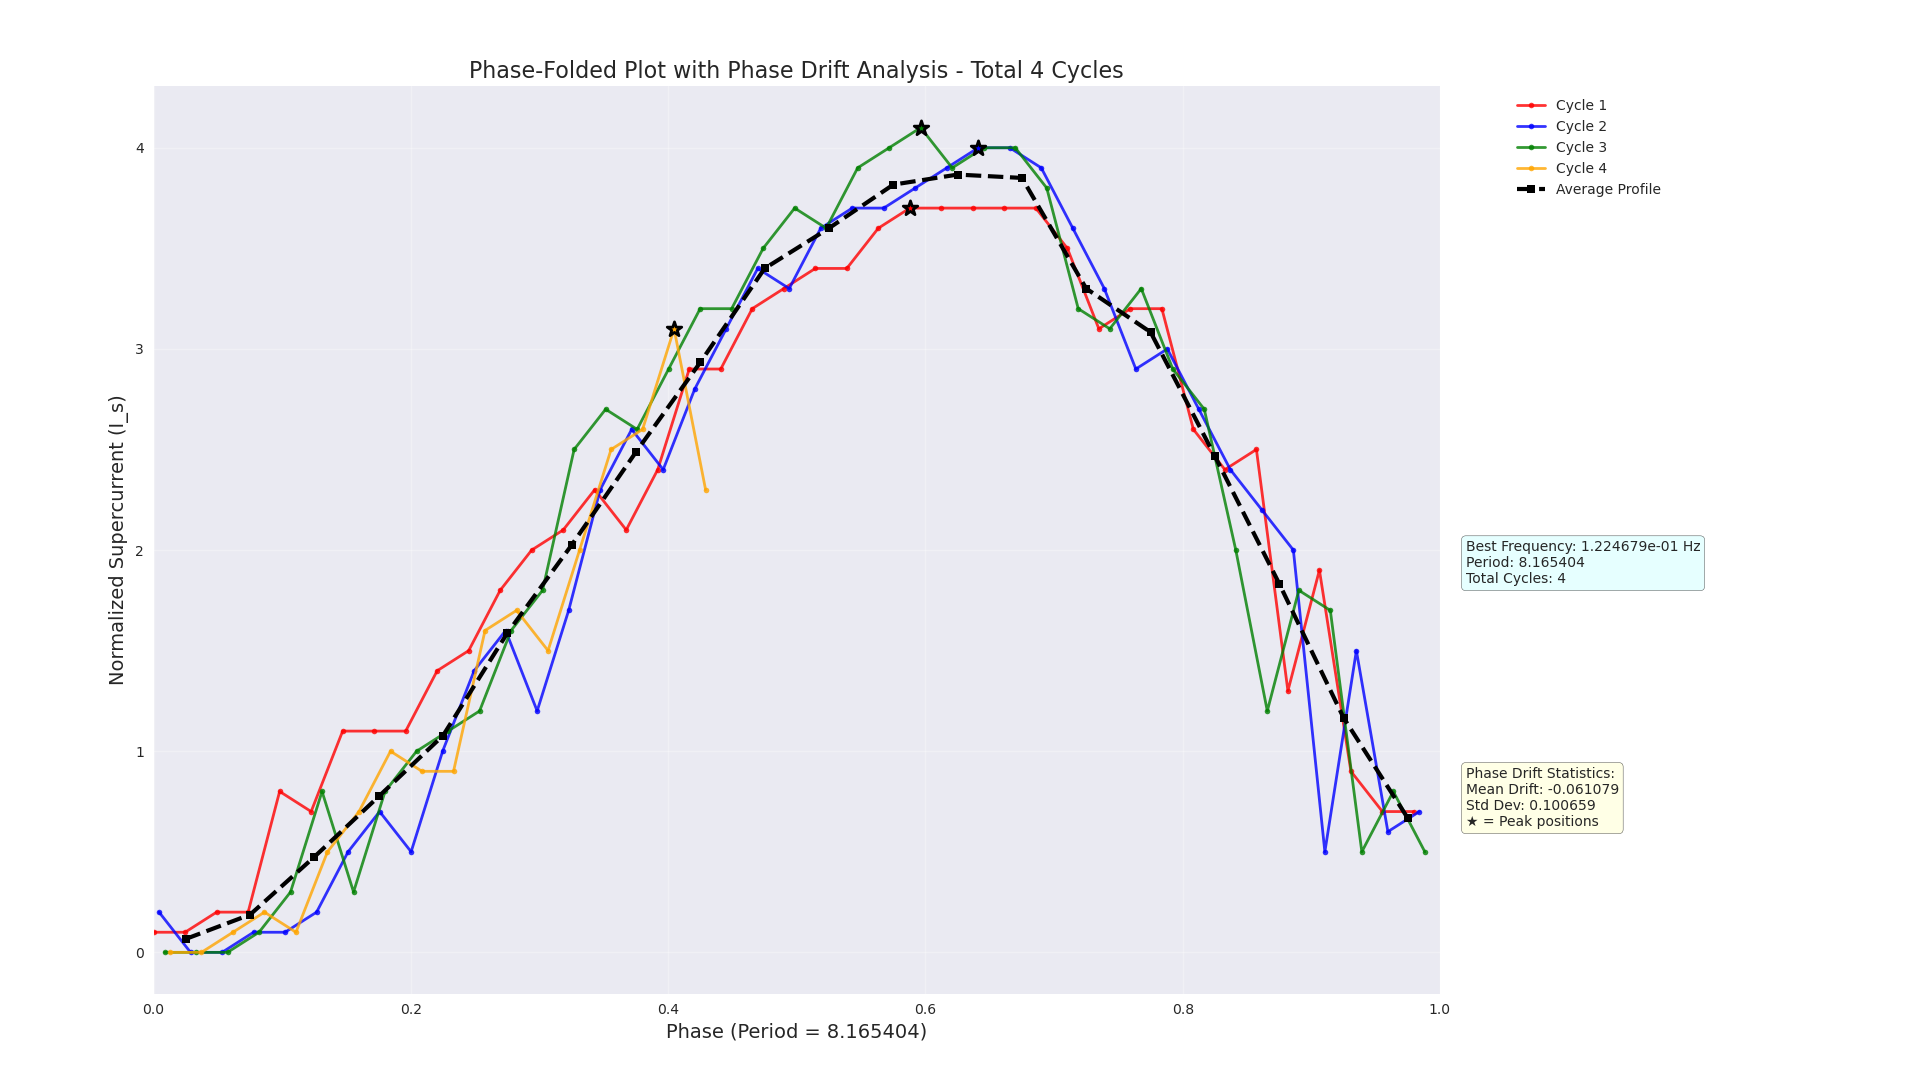 Phase-Folded Plot with Phase Drift Analysis - Total 4 Cycles
Normalized Supercurrent (I_s)
4
3
2
1
0
0.0
0.2
0.4
0.6
0.8
1.0
Phase (Period = 8.165404)
Cycle 1
Cycle 2
Cycle 3
Cycle 4
Average Profile
Best Frequency: 1.224679e-01 Hz
Period: 8.165404
Total Cycles: 4
Phase Drift Statistics:
Mean Drift: -0.061079
Std Dev: 0.100659
★ = Peak positions